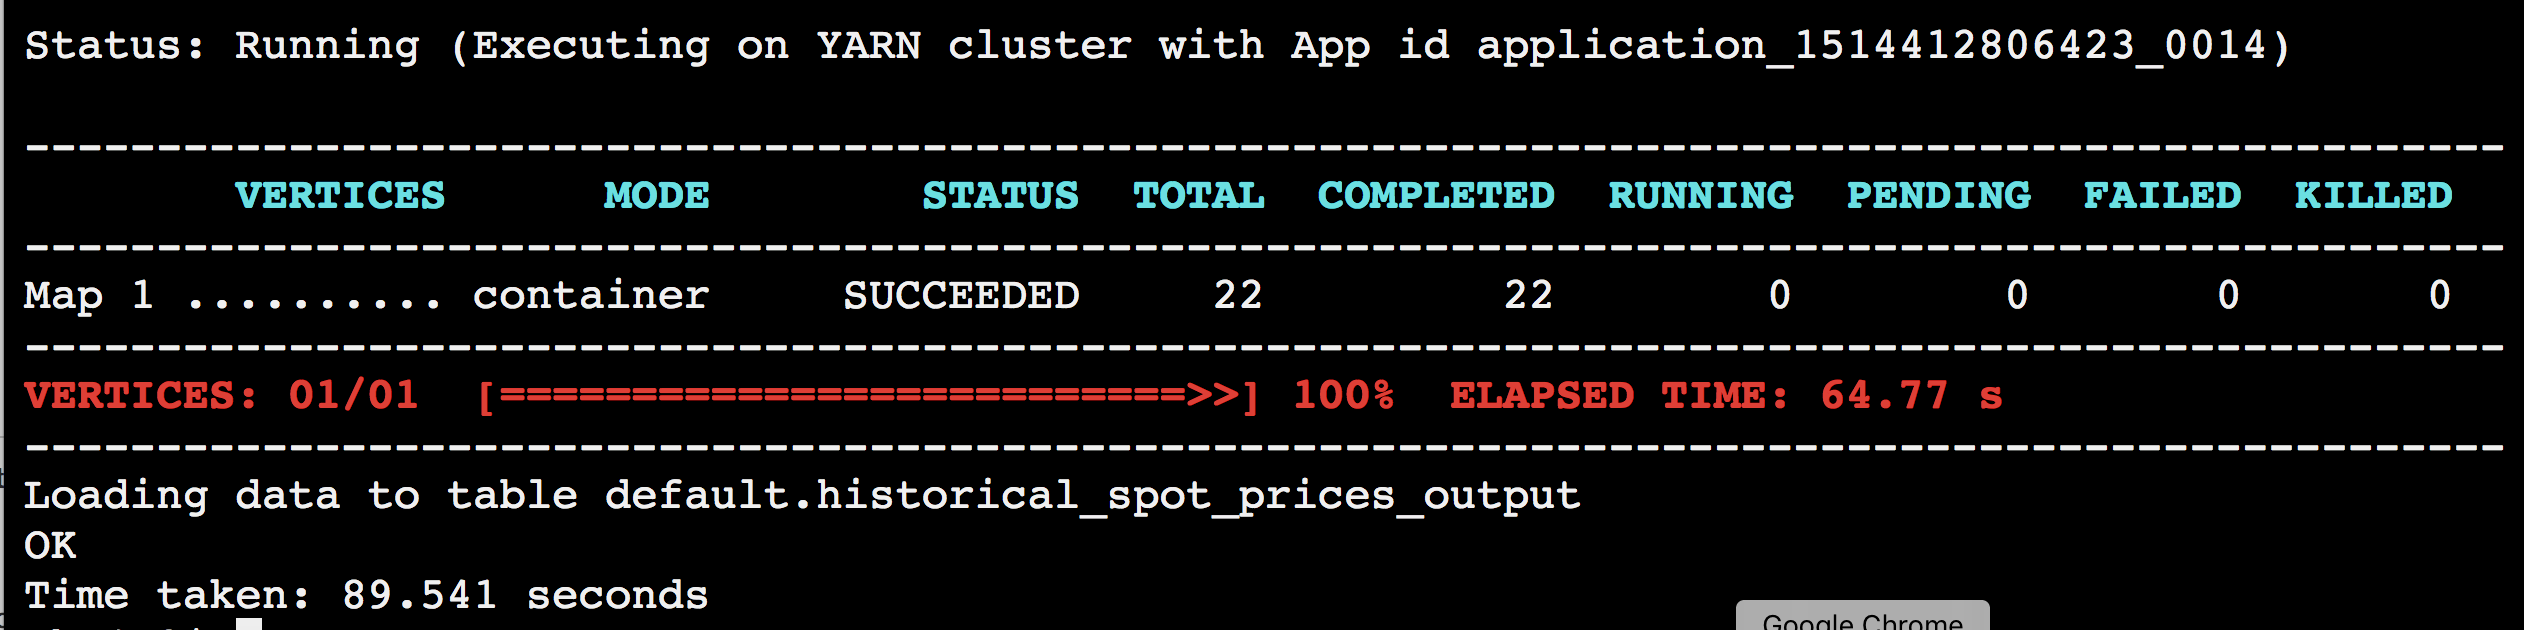 Status: Running (Executing on YARN cluster with App id application_1514412806423_0014)
----------------------------------------------------------------------------------------------
VERTICES MODE STATUS TOTAL COMPLETED RUNNING PENDING FAILED KILLED
----------------------------------------------------------------------------------------------
Map 1 .......... container SUCCEEDED 22 22 0 0 0 0
----------------------------------------------------------------------------------------------
VERTICES: 01/01 [==========================>>] 100% ELAPSED TIME: 64.77 s
----------------------------------------------------------------------------------------------
Loading data to table default.historical_spot_prices_output
OK
Time taken: 89.541 seconds
Google Chrome